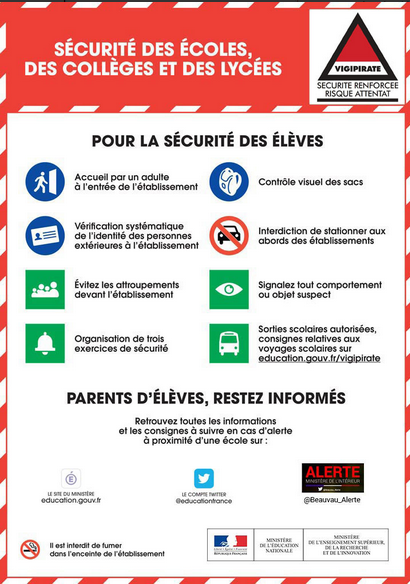 SÉCURITÉ DES ÉCOLES,
DES COLLÈGES ET DES LYCÉES
VIGIPIRATE
SECURITE RENFORCEE
RISQUE ATTENTAT
POUR LA SÉCURITÉ DES ÉLÈVES
Accueil par un adulte
à l'entrée de l'établissement
Contrôle visuel des sacs
Vérification systématique
de l'identité des personnes
extérieures à l'établissement
Interdiction de stationner aux
abords des établissements
Évitez les attroupements
devant l'établissement
Signalez tout comportement
ou objet suspect
Organisation de trois
exercices de sécurité
Sorties scolaires autorisées,
consignes relatives aux
voyages scolaires sur
education.gouv.fr/vigipirate
PARENTS D'ÉLÈVES, RESTEZ INFORMÉS
Retrouvez toutes les informations
et les consignes à suivre en cas d'alerte
à proximité d'une école sur :
LE SITE DU MINISTÈRE
education.gouv.fr
LE COMPTE TWITTER
@educationfrance
ALERTE
MINISTÈRE DE L'INTÉRIEUR
@Beauvau_Alerte
Il est interdit de fumer
dans l'enceinte de l'établissement
MINISTÈRE
DE L'ÉDUCATION
NATIONALE
MINISTÈRE
DE L'ENSEIGNEMENT SUPÉRIEUR,
DE LA RECHERCHE
ET DE L'INNOVATION